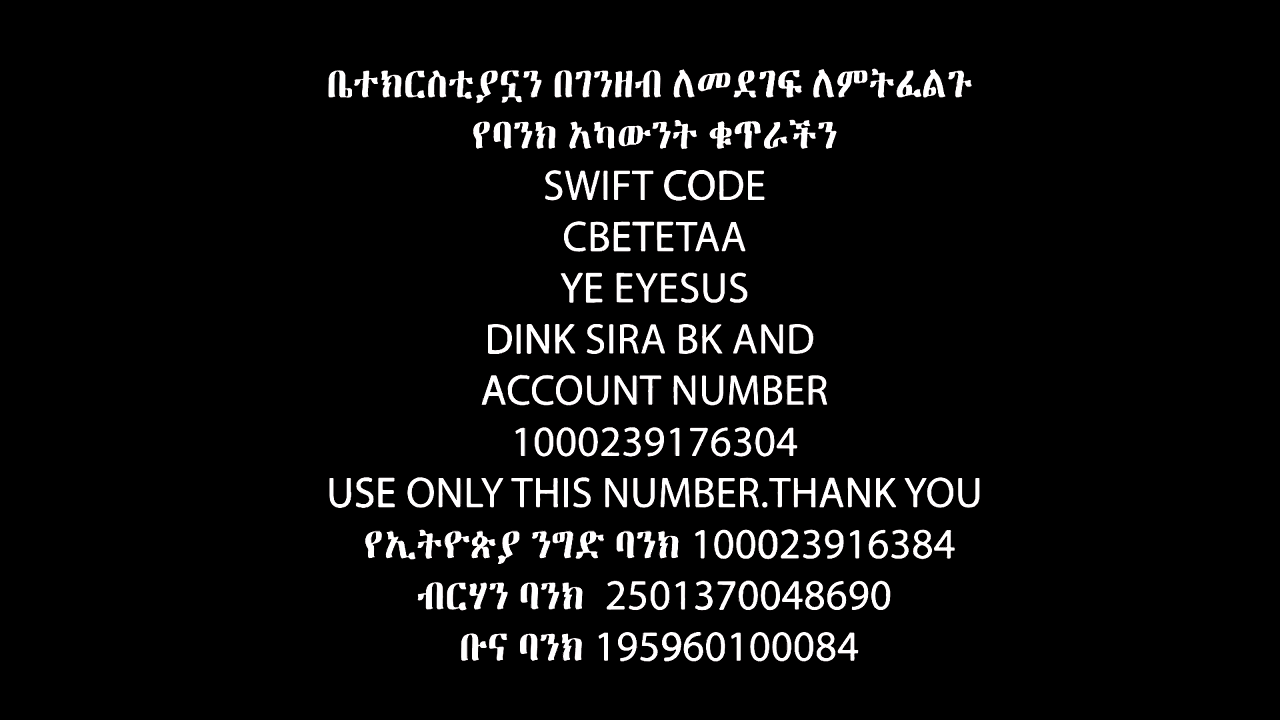 ቤተክርስቲያኗን በገንዘብ ለመደገፍ ለምትፈልጉ
የባንክ አካውንት ቁጥራችን
SWIFT CODE
CBETETAA
YE EYESUS
DINK SIRA BK AND
ACCOUNT NUMBER
1000239176304
USE ONLY THIS NUMBER.THANK YOU
የኢትዮጵያ ንግድ ባንክ 100023916384
ብርሃን ባንክ 2501370048690
ቡና ባንክ 195960100084